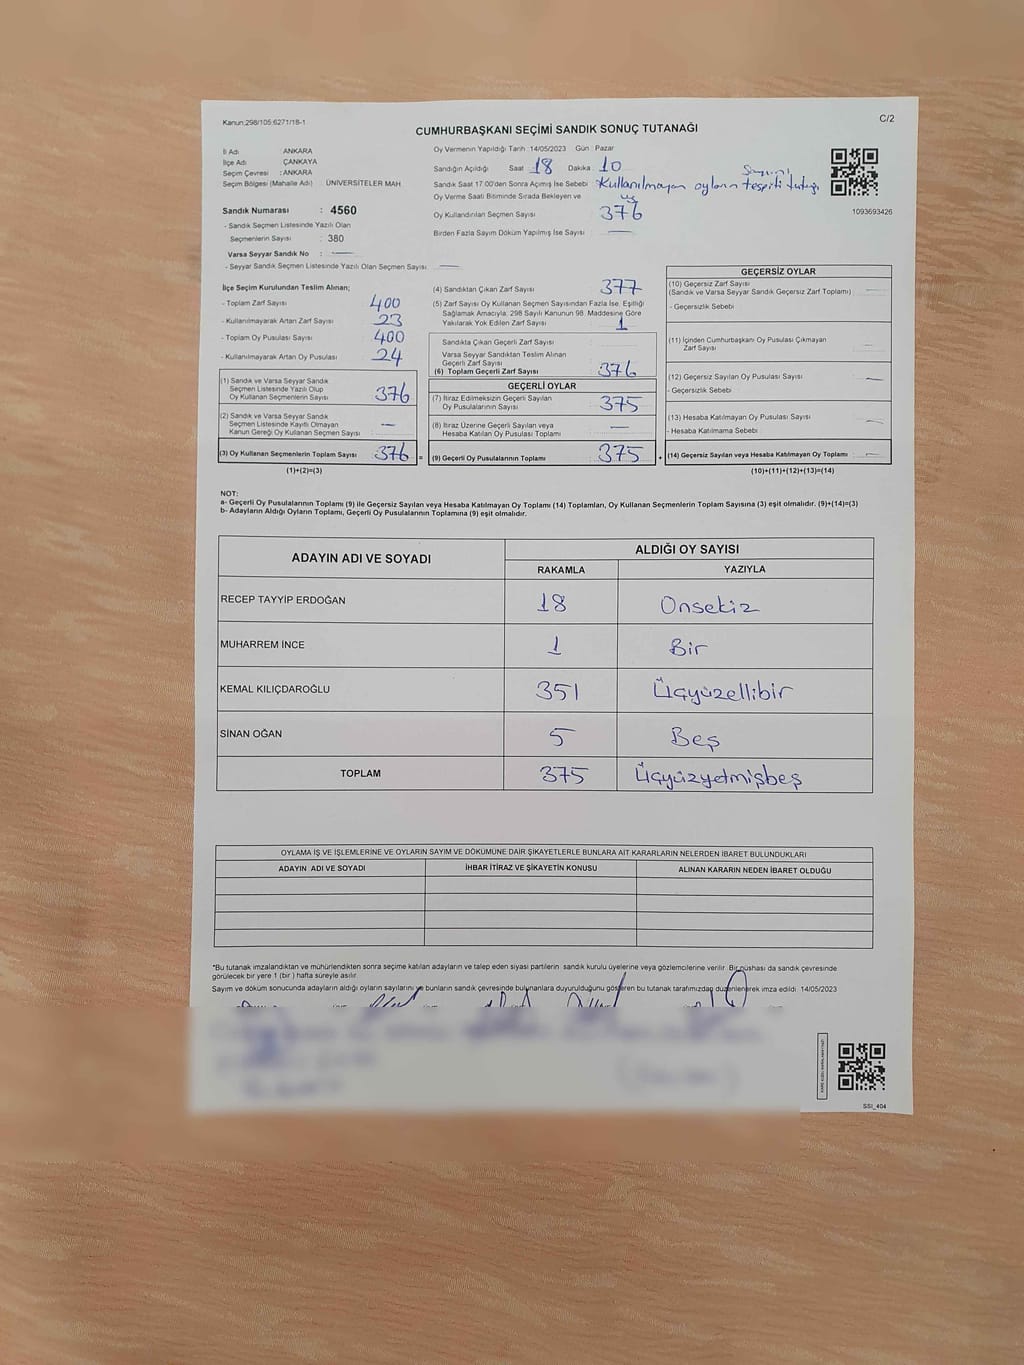 Kanun;298/105;6271/18-1
C/2
CUMHURBAŞKANI SEÇİMİ SANDIK SONUÇ TUTANAĞI
İl Adı : ANKARA
İlçe Adı : ÇANKAYA
Seçim Çevresi : ANKARA
Seçim Bölgesi (Mahalle Adı) : ÜNİVERSİTELER MAH.
Oy Vermenin Yapıldığı Tarih :14/05/2023 Gün : Pazar
Sandığın Açıldığı Saat 18 Dakika : 10
Sandık Saat 17.00'den Sonra Açımış İse Sebebi : Kullanılmayan oyların tespiti
Oy Verme Saati Bitiminde Sırada Bekleyen ve
Oy Kullandırılan Seçmen Sayısı 376
Birden Fazla Sayım Döküm Yapılmış İse Sayısı : —
1093693426
Sandık Numarası : 4560
- Sandık Seçmen Listesinde Yazılı Olan
Seçmenlerin Sayısı : 380
Varsa Seyyar Sandık No : —
- Seyyar Sandık Seçmen Listesinde Yazılı Olan Seçmen Sayısı: —
İlçe Seçim Kurulundan Teslim Alınan;
- Toplam Zarf Sayısı 400
- Kullanılmayarak Artan Zarf Sayısı 23
- Toplam Oy Pusulası Sayısı 400
- Kullanılmayarak Artan Oy Pusulası 24
(1) Sandık ve Varsa Seyyar Sandık
Seçmen Listesinde Yazılı Olup
Oy Kullanan Seçmenlerin Sayısı 376
(2) Sandık ve Varsa Seyyar Sandık
Seçmen Listesinde Kayıtlı Olmayan
Kanun Gereği Oy Kullanan Seçmen Sayısı —
(3) Oy Kullanan Seçmenlerin Toplam Sayısı 376 =
(1)+(2)=(3)
(4) Sandıktan Çıkan Zarf Sayısı 377
(5) Zarf Sayısı Oy Kullanan Seçmen Sayısından Fazla İse, Eşitliği
Sağlamak Amacıyla; 298 Sayılı Kanunun 98. Maddesine Göre
Yakılarak Yok Edilen Zarf Sayısı 1
Sandıkta Çıkan Geçerli Zarf Sayısı
Varsa Seyyar Sandıktan Teslim Alınan
Geçerli Zarf Sayısı
(6) Toplam Geçerli Zarf Sayısı 376
GEÇERLİ OYLAR
(7) İtiraz Edilmeksizin Geçerli Sayılan
Oy Pusulalarının Sayısı 375
(8) İtiraz Üzerine Geçerli Sayılan veya
Hesaba Katılan Oy Pusulası Toplamı —
(9) Geçerli Oy Pusulalarının Toplamı 375 +
GEÇERSİZ OYLAR
(10) Geçersiz Zarf Sayısı
(Sandık ve Varsa Seyyar Sandık Geçersiz Zarf Toplamı) —
- Geçersizlik Sebebi
(11) İçinden Cumhurbaşkanı Oy Pusulası Çıkmayan
Zarf Sayısı —
(12) Geçersiz Sayılan Oy Pusulası Sayısı —
- Geçersizlik Sebebi
(13) Hesaba Katılmayan Oy Pusulası Sayısı —
- Hesaba Katılmama Sebebi
(14) Geçersiz Sayılan veya Hesaba Katılmayan Oy Toplamı —
(10)+(11)+(12)+(13)=(14)
NOT:
a- Geçerli Oy Pusulalarının Toplamı (9) ile Geçersiz Sayılan veya Hesaba Katılmayan Oy Toplamı (14) Toplamları, Oy Kullanan Seçmenlerin Toplam Sayısına (3) eşit olmalıdır. (9)+(14)=(3)
b- Adayların Aldığı Oyların Toplamı, Geçerli Oy Pusulalarının Toplamına (9) eşit olmalıdır.
ADAYIN ADI VE SOYADI ALDIĞI OY SAYISI
RAKAMLA YAZIYLA
RECEP TAYYİP ERDOĞAN 18 Onsekiz
MUHARREM İNCE 1 Bir
KEMAL KILIÇDAROĞLU 351 Üçyüzellibir
SİNAN OĞAN 5 Beş
TOPLAM 375 Üçyüzyetmişbeş
OYLAMA İŞ VE İŞLEMLERİNE VE OYLARIN SAYIM VE DÖKÜMÜNE DAİR ŞİKAYETLERLE BUNLARA AİT KARARLARIN NELERDEN İBARET BULUNDUKLARI
ADAYIN ADI VE SOYADI İHBAR İTİRAZ VE ŞİKAYETİN KONUSU ALINAN KARARIN NEDEN İBARET OLDUĞU
*Bu tutanak imzalandıktan ve mühürlendikten sonra seçime katılan adayların ve talep eden siyasi partilerin sandık kurulu üyelerine veya gözlemcilerine verilir. Bir nüshası da sandık çevresinde
görülecek bir yere 1 (bir ) hafta süreyle asılır.
Sayım ve döküm sonucunda adayların aldığı oyların sayılarını ve bunların sandık çevresinde bulunanlara duyurulduğunu gösteren bu tutanak tarafımızdan düzenlenerek imza edildi. 14/05/2023
SSİ_404